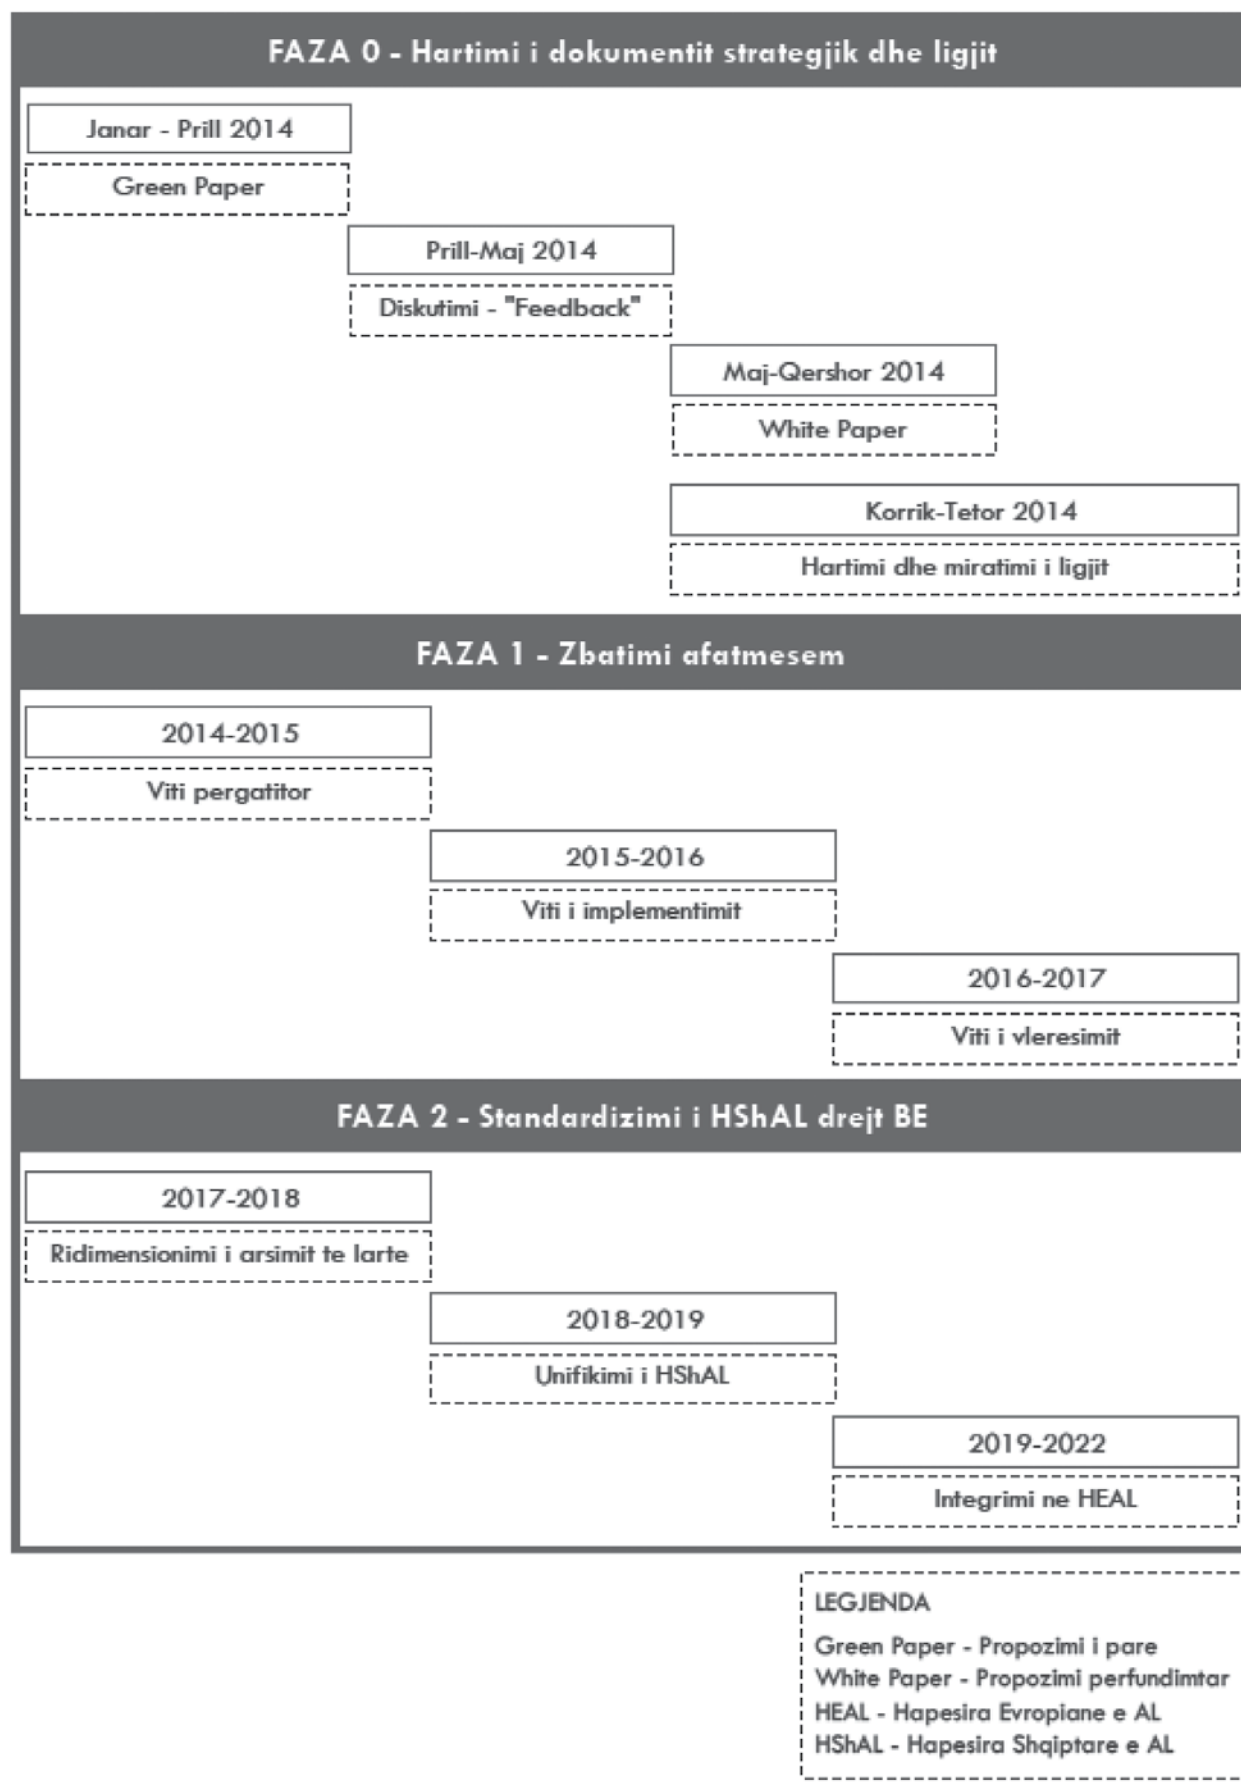 FAZA 0 - Hartimi i dokumentit strategjik dhe ligjit
Janar - Prill 2014
Green Paper
Prill-Maj 2014
Diskutimi - "Feedback"
Maj-Qershor 2014
White Paper
Korrik-Tetor 2014
Hartimi dhe miratimi i ligjit
FAZA 1 - Zbatimi afatmesem
2014-2015
Viti pergatitor
2015-2016
Viti i implementimit
2016-2017
Viti i vleresimit
FAZA 2 - Standardizimi i HShAL drejt BE
2017-2018
Ridimensionimi i arsimit te larte
2018-2019
Unifikimi i HShAL
2019-2022
Integrimi ne HEAL
LEGJENDA
Green Paper - Propozimi i pare
White Paper - Propozimi perfundimtar
HEAL - Hapesira Evropiane e AL
HShAL - Hapesira Shqiptare e AL